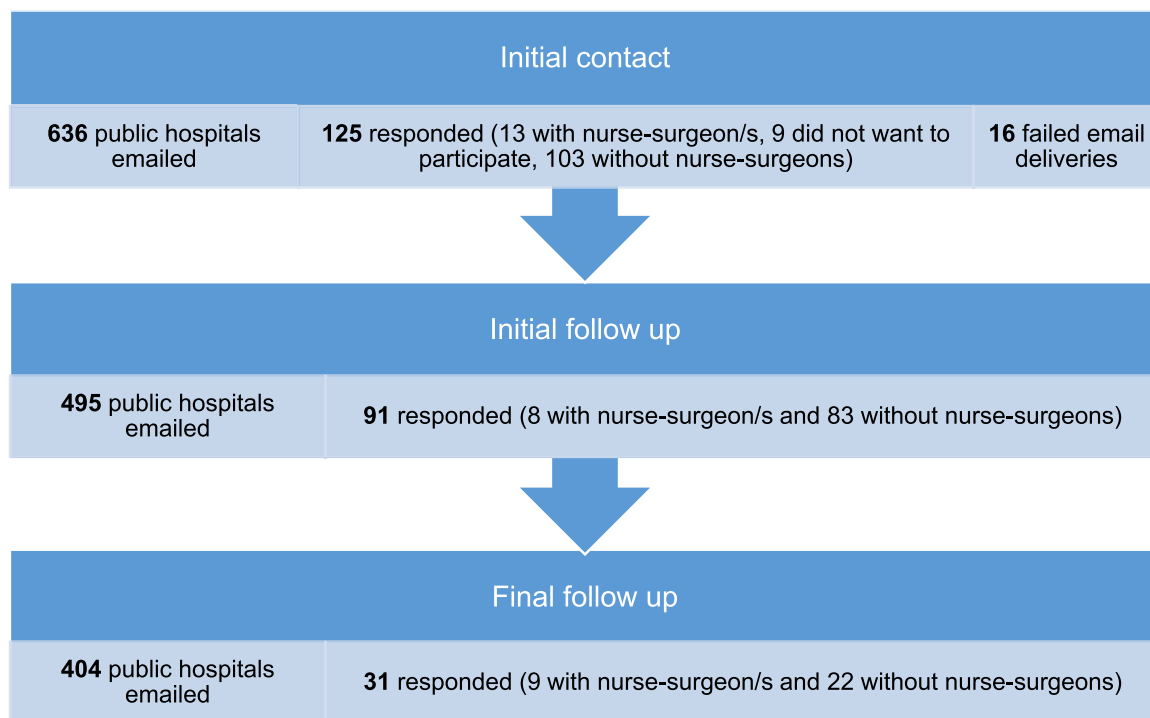 Initial contact
636 public hospitals
emailed
125 responded (13 with nurse-surgeon/s, 9 did not want to
participate, 103 without nurse-surgeons)
16 failed email
deliveries
Initial follow up
495 public hospitals
emailed
91 responded (8 with nurse-surgeon/s and 83 without nurse-surgeons)
Final follow up
404 public hospitals
emailed
31 responded (9 with nurse-surgeon/s and 22 without nurse-surgeons)